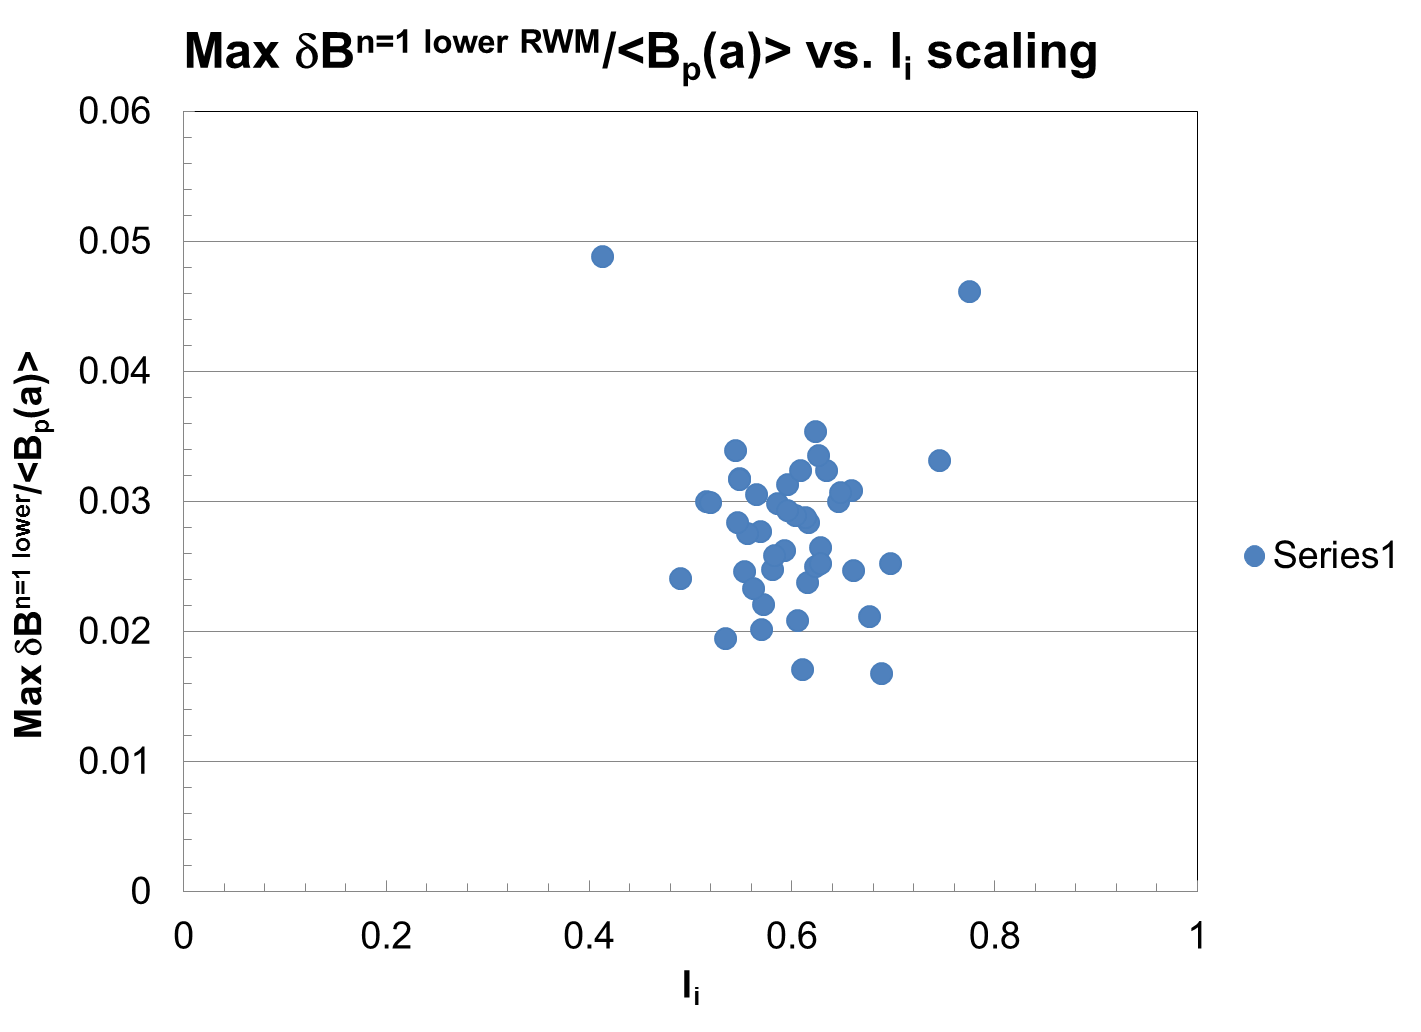 Max δBⁿ⁼¹ ˡᵒʷᵉʳ ᴿᵂᴹ/<Bₚ(a)> vs. lᵢ scaling
0.06
0.05
0.04
0.03
0.02
0.01
0
Max δBⁿ⁼¹ ˡᵒʷᵉʳ/<Bₚ(a)>
0 0.2 0.4 0.6 0.8 1
lᵢ
Series1